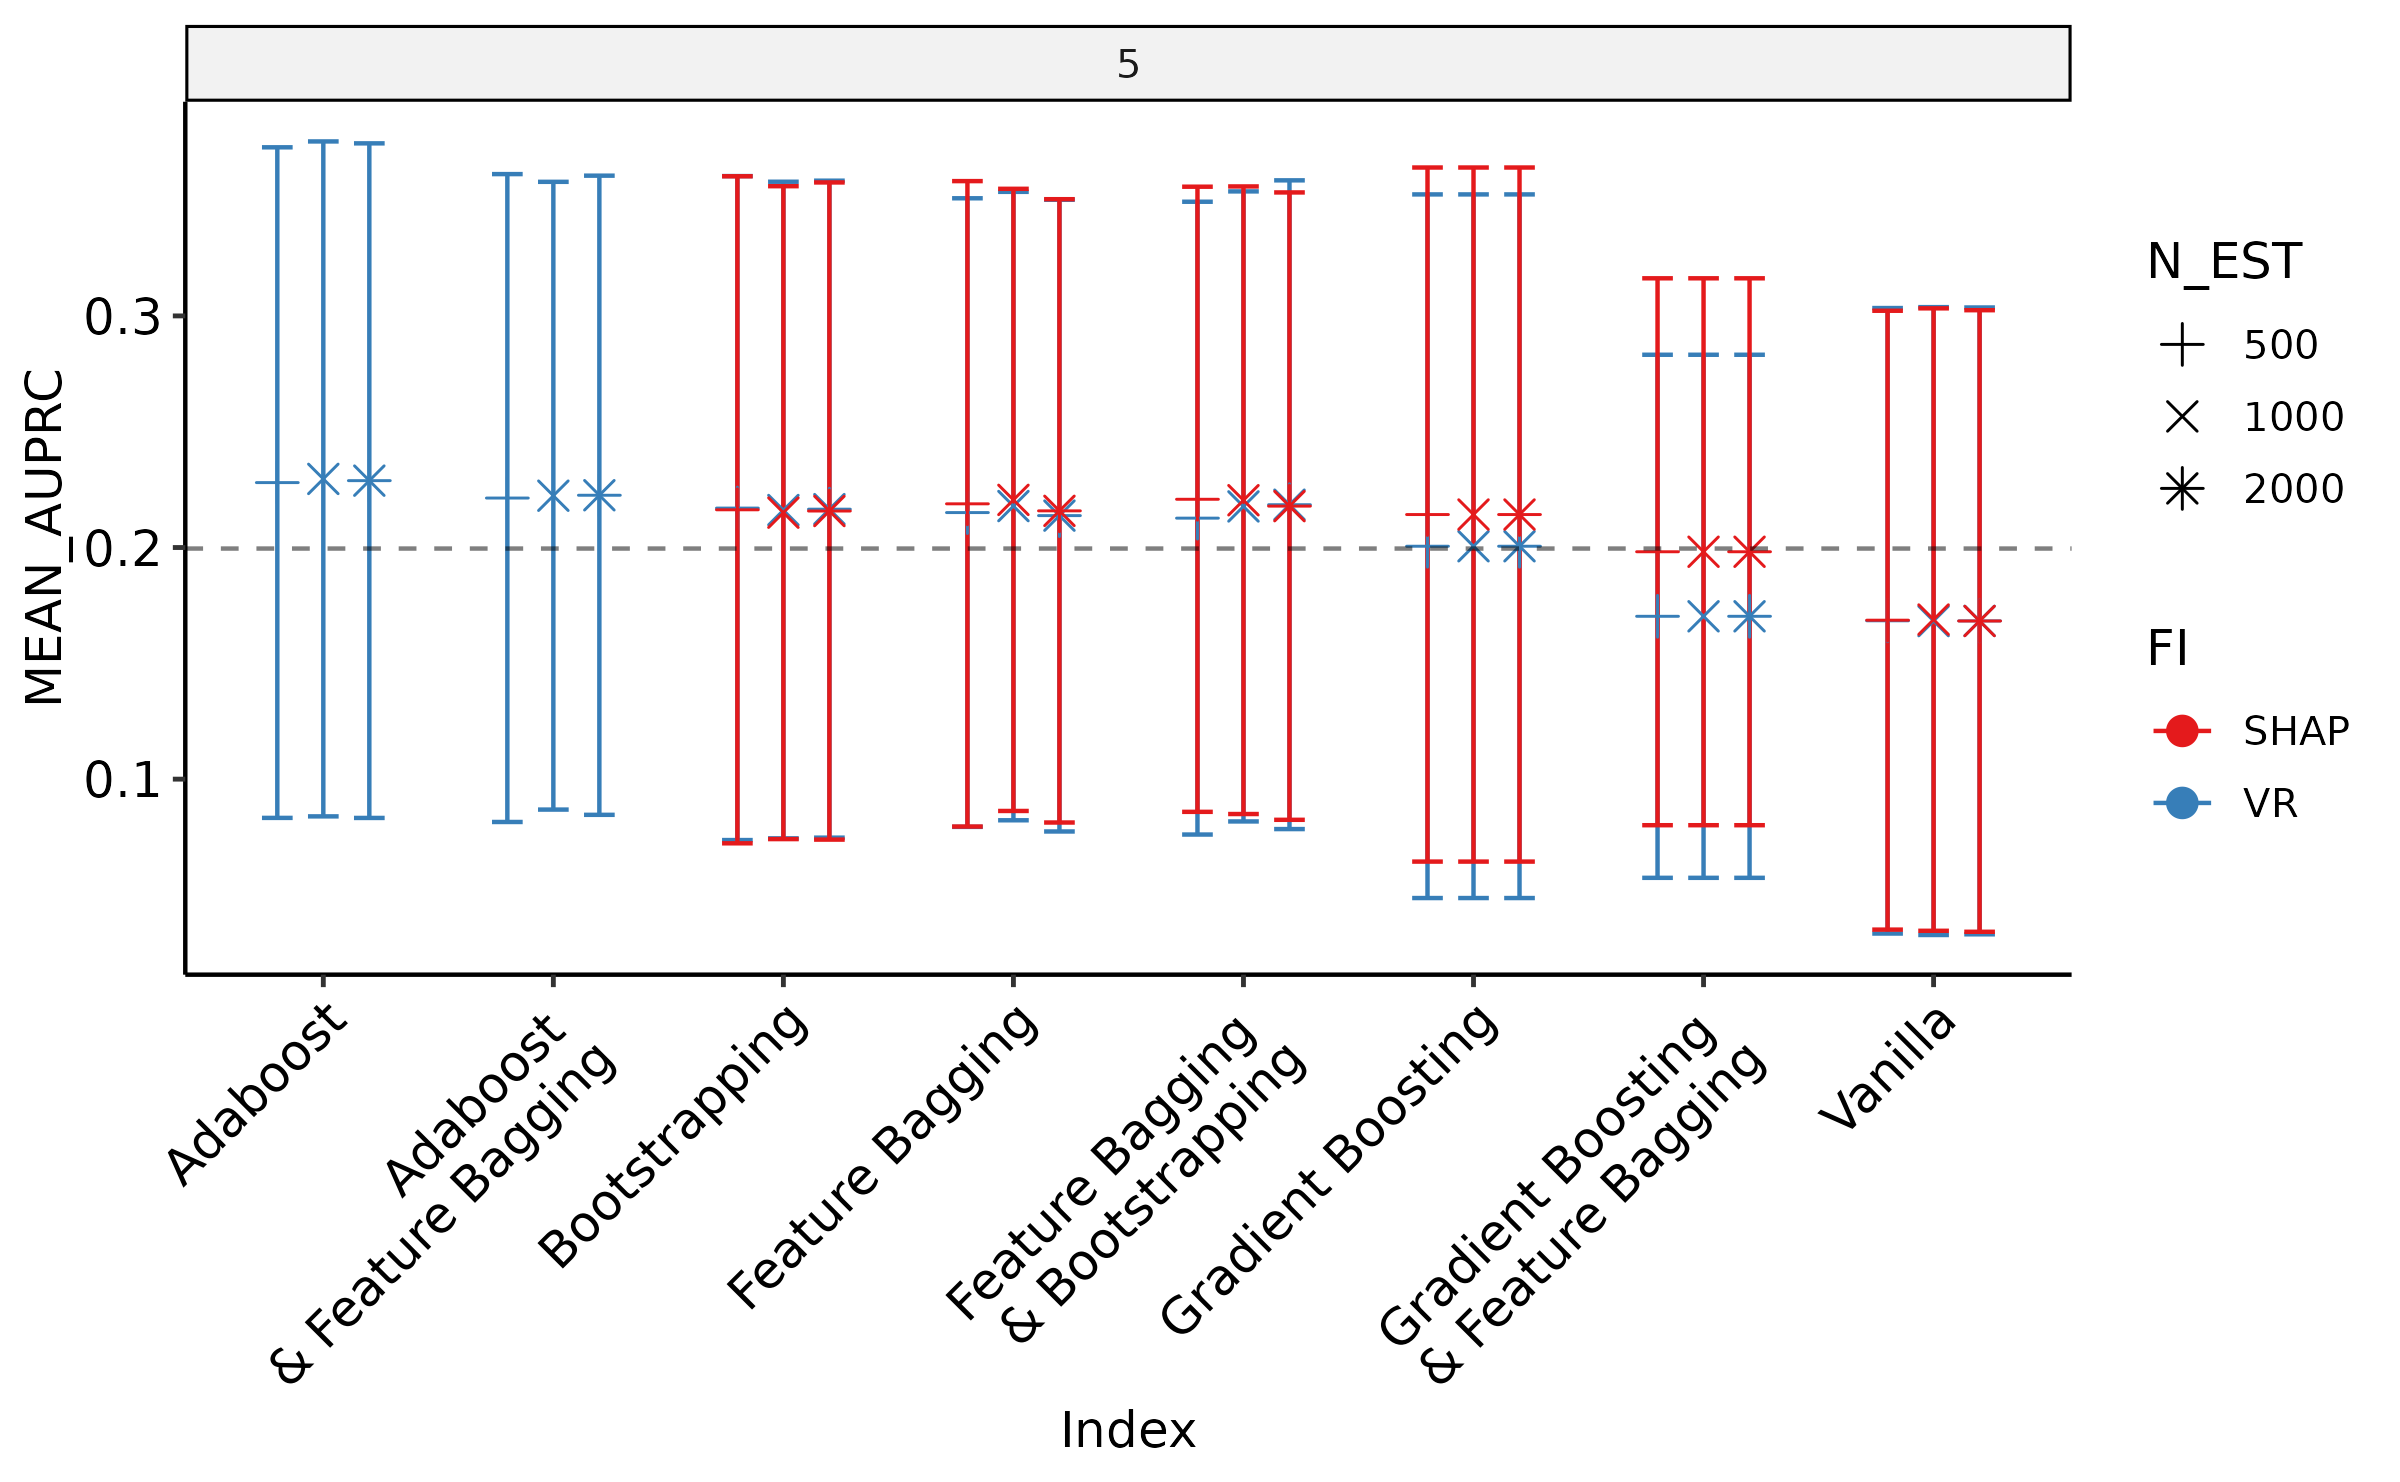 5
MEAN_AUPRC
0.3
0.2
0.1
Adaboost
Adaboost
& Feature Bagging
Bootstrapping
Feature Bagging
Feature Bagging
& Bootstrapping
Gradient Boosting
Gradient Boosting
& Feature Bagging
Vanilla
Index
N_EST
500
1000
2000
FI
SHAP
VR